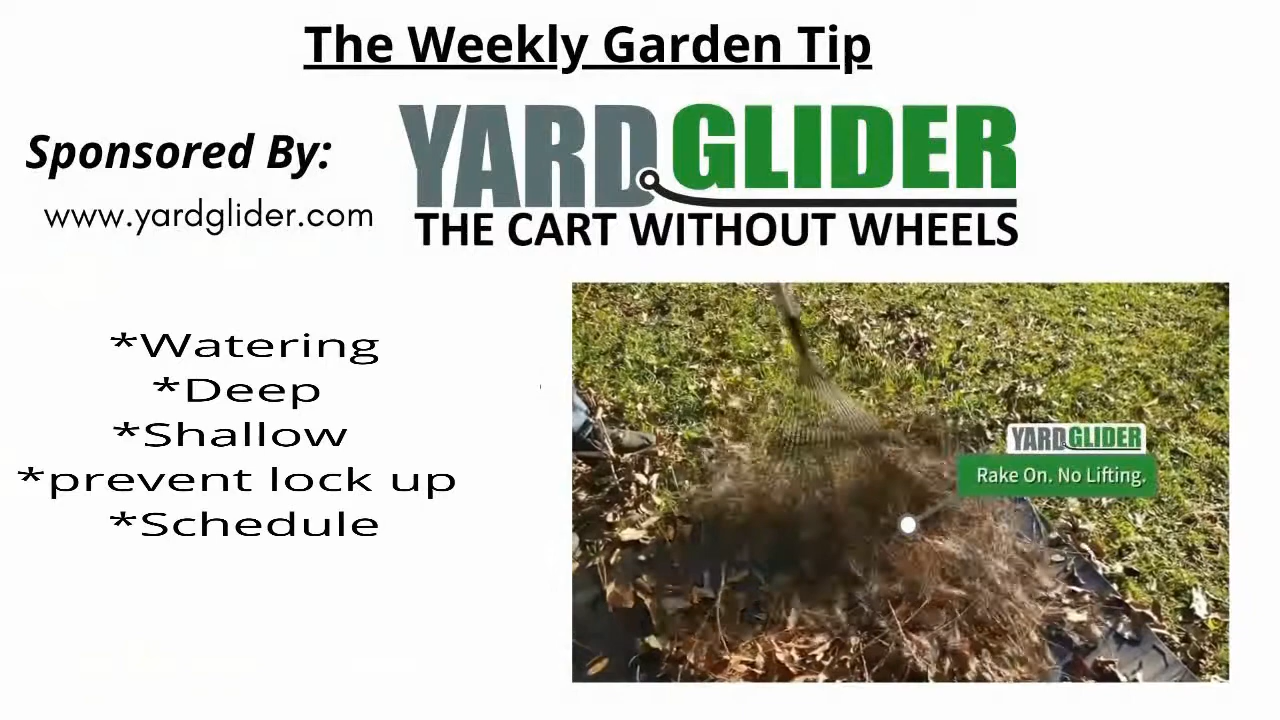 The Weekly Garden Tip
Sponsored By:
www.yardglider.com
YARDGLIDER
THE CART WITHOUT WHEELS
*Watering
*Deep
*Shallow
*prevent lock up
*Schedule
YARDGLIDER
Rake On. No Lifting.